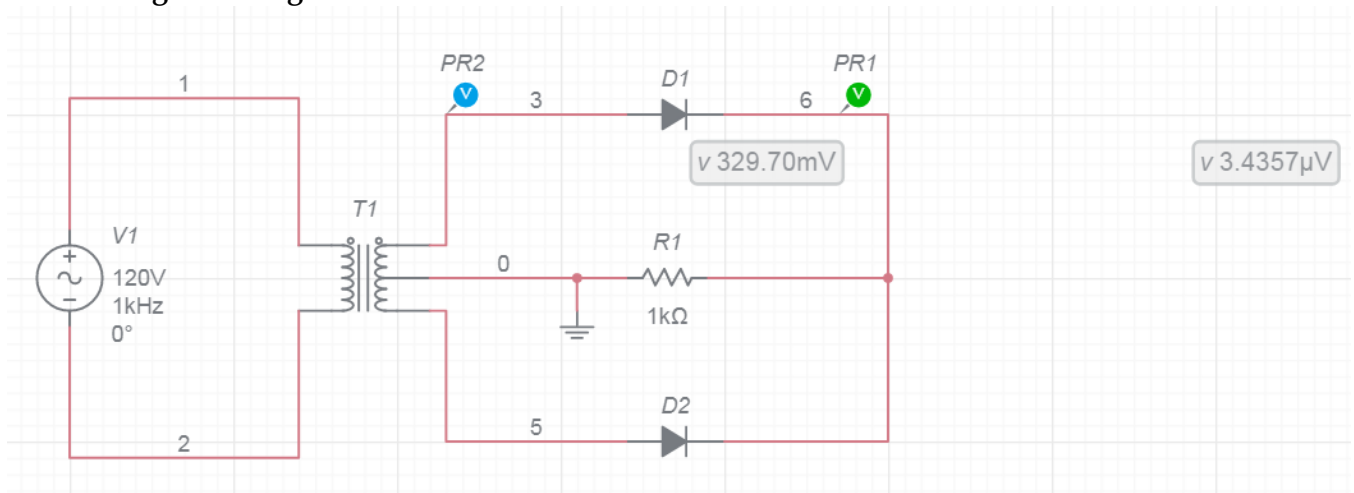 1
PR2
3
D1
6
PR1
v 329.70mV
v 3.4357µV
T1
V1
120V
1kHz
0°
0
R1
1kΩ
D2
5
2
V
V